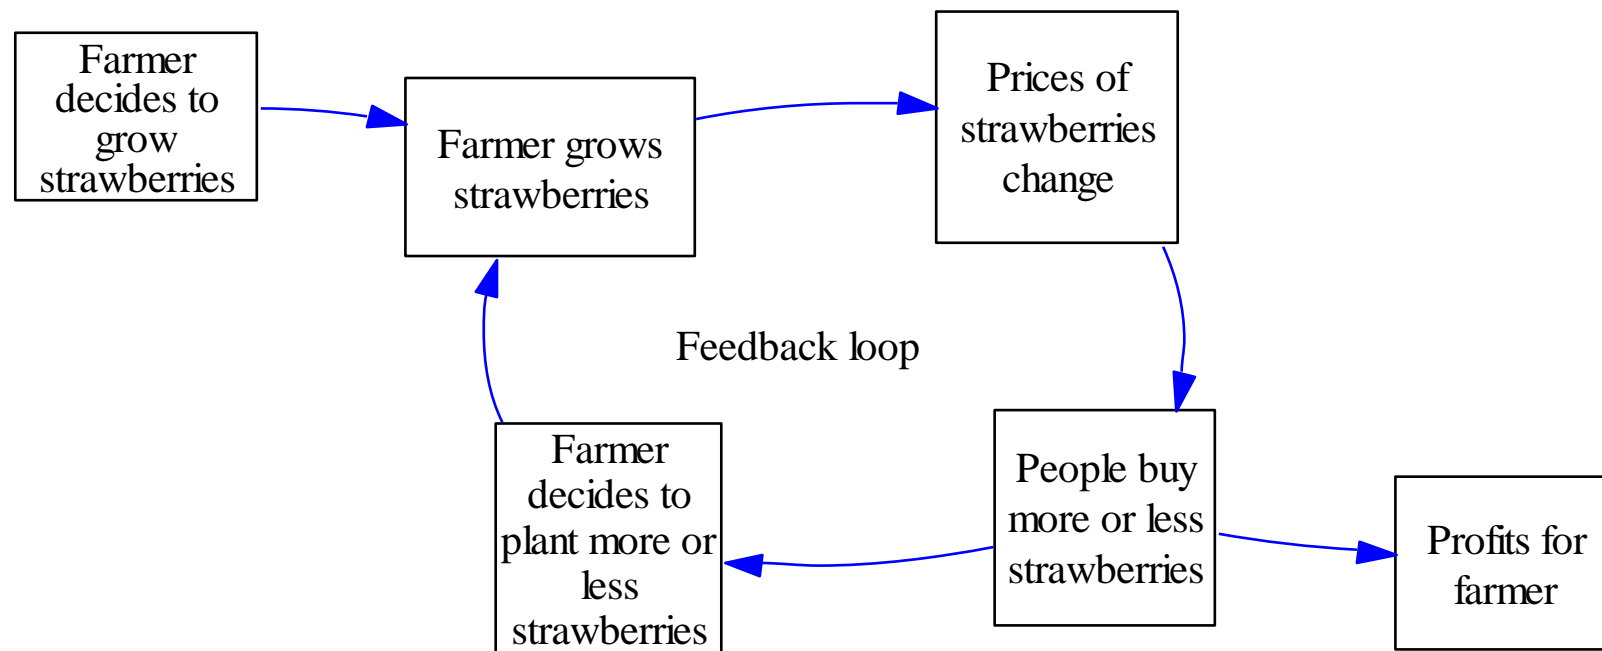 Farmer
decides to
grow
strawberries
Farmer grows
strawberries
Prices of
strawberries
change
Feedback loop
Farmer
decides to
plant more or
less
strawberries
People buy
more or less
strawberries
Profits for
farmer